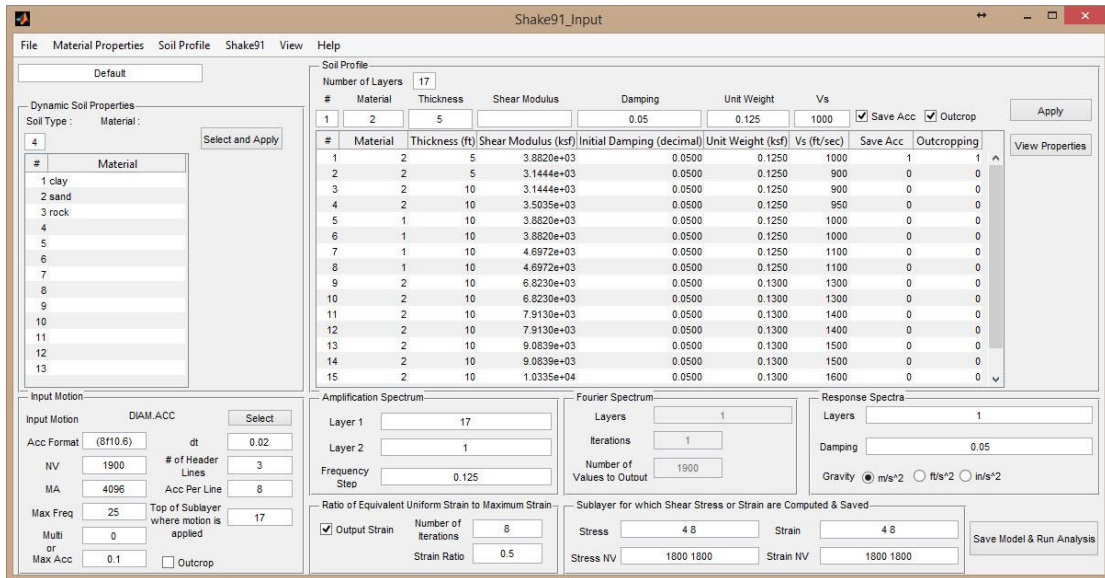 Shake91_Input
File Material Properties Soil Profile Shake91 View Help
Default
Dynamic Soil Properties
Soil Type : Material :
4 Select and Apply
# Material
1 clay
2 sand
3 rock
4
5
6
7
8
9
10
11
12
13
Soil Profile
Number of Layers 17
# Material Thickness Shear Modulus Damping Unit Weight Vs
1 2 5 0.05 0.125 1000 Save Acc Outcrop Apply
View Properties
# Material Thickness (ft) Shear Modulus (ksf) Initial Damping (decimal) Unit Weight (ksf) Vs (ft/sec) Save Acc Outcropping
1 2 5 3.8820e+03 0.0500 0.1250 1000 1 1
2 2 5 3.1444e+03 0.0500 0.1250 900 0 0
3 2 10 3.1444e+03 0.0500 0.1250 900 0 0
4 2 10 3.5035e+03 0.0500 0.1250 950 0 0
5 1 10 3.8820e+03 0.0500 0.1250 1000 0 0
6 1 10 3.8820e+03 0.0500 0.1250 1000 0 0
7 1 10 4.6972e+03 0.0500 0.1250 1100 0 0
8 1 10 4.6972e+03 0.0500 0.1250 1100 0 0
9 2 10 6.8230e+03 0.0500 0.1300 1300 0 0
10 2 10 6.8230e+03 0.0500 0.1300 1300 0 0
11 2 10 7.9130e+03 0.0500 0.1300 1400 0 0
12 2 10 7.9130e+03 0.0500 0.1300 1400 0 0
13 2 10 9.0839e+03 0.0500 0.1300 1500 0 0
14 2 10 9.0839e+03 0.0500 0.1300 1500 0 0
15 2 10 1.0335e+04 0.0500 0.1300 1600 0 0
Input Motion
Input Motion DIAM.ACC Select
Acc Format (8f10.6) dt 0.02
NV 1900 # of Header Lines 3
MA 4096 Acc Per Line 8
Max Freq 25 Top of Sublayer where motion is applied 17
Multi 0
or
Max Acc 0.1 Outcrop
Amplification Spectrum
Layer 1 17
Layer 2 1
Frequency Step 0.125
Fourier Spectrum
Layers 1
Iterations 1
Number of Values to Output 1900
Response Spectra
Layers 1
Damping 0.05
Gravity m/s^2 ft/s^2 in/s^2
Ratio of Equivalent Uniform Strain to Maximum Strain
Output Strain Number of Iterations 8
Strain Ratio 0.5
Sublayer for which Shear Stress or Strain are Computed & Saved
Stress 4 8 Strain 4 8
Stress NV 1800 1800 Strain NV 1800 1800
Save Model & Run Analysis